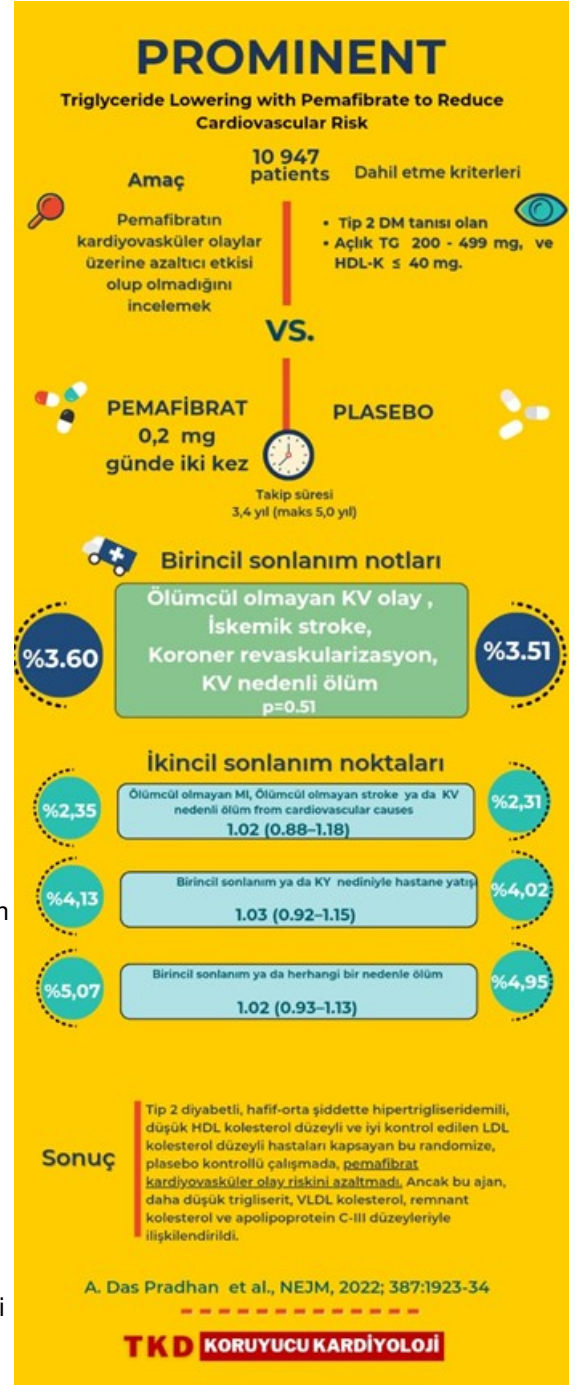 PROMINENT
Triglyceride Lowering with Pemafibrate to Reduce
Cardiovascular Risk
10 947
patients
Amaç
Pemafibratın
kardiyovasküler olaylar
üzerine azaltıcı etkisi
olup olmadığını
incelemek
Dahil etme kriterleri
• Tip 2 DM tanısı olan
• Açlık TG 200 - 499 mg, ve
HDL-K ≤ 40 mg.
VS.
PEMAFİBRAT
0,2 mg
günde iki kez
PLASEBO
Takip süresi
3,4 yıl (maks 5,0 yıl)
Birincil sonlanım notları
%3.60
Ölümcül olmayan KV olay ,
İskemik stroke,
Koroner revaskularizasyon,
KV nedenli ölüm
p=0.51
%3.51
İkincil sonlanım noktaları
%2,35
Ölümcül olmayan MI, Ölümcül olmayan stroke ya da KV
nedenli ölüm from cardiovascular causes
1.02 (0.88–1.18)
%2,31
%4,13
Birincil sonlanım ya da KY nediniyle hastane yatışı
1.03 (0.92–1.15)
%4,02
%5,07
Birincil sonlanım ya da herhangi bir nedenle ölüm
1.02 (0.93–1.13)
%4,95
Sonuç
Tip 2 diyabetli, hafif-orta şiddette hipertrigliseridemili,
düşük HDL kolesterol düzeyli ve iyi kontrol edilen LDL
kolesterol düzeyli hastaları kapsayan bu randomize,
plasebo kontrollü çalışmada, pemafibrat
kardiyovasküler olay riskini azaltmadı. Ancak bu ajan,
daha düşük trigliserit, VLDL kolesterol, remnant
kolesterol ve apolipoprotein C-III düzeyleriyle
ilişkilendirildi.
A. Das Pradhan et al., NEJM, 2022; 387:1923-34
TKD KORUYUCU KARDİYOLOJİ